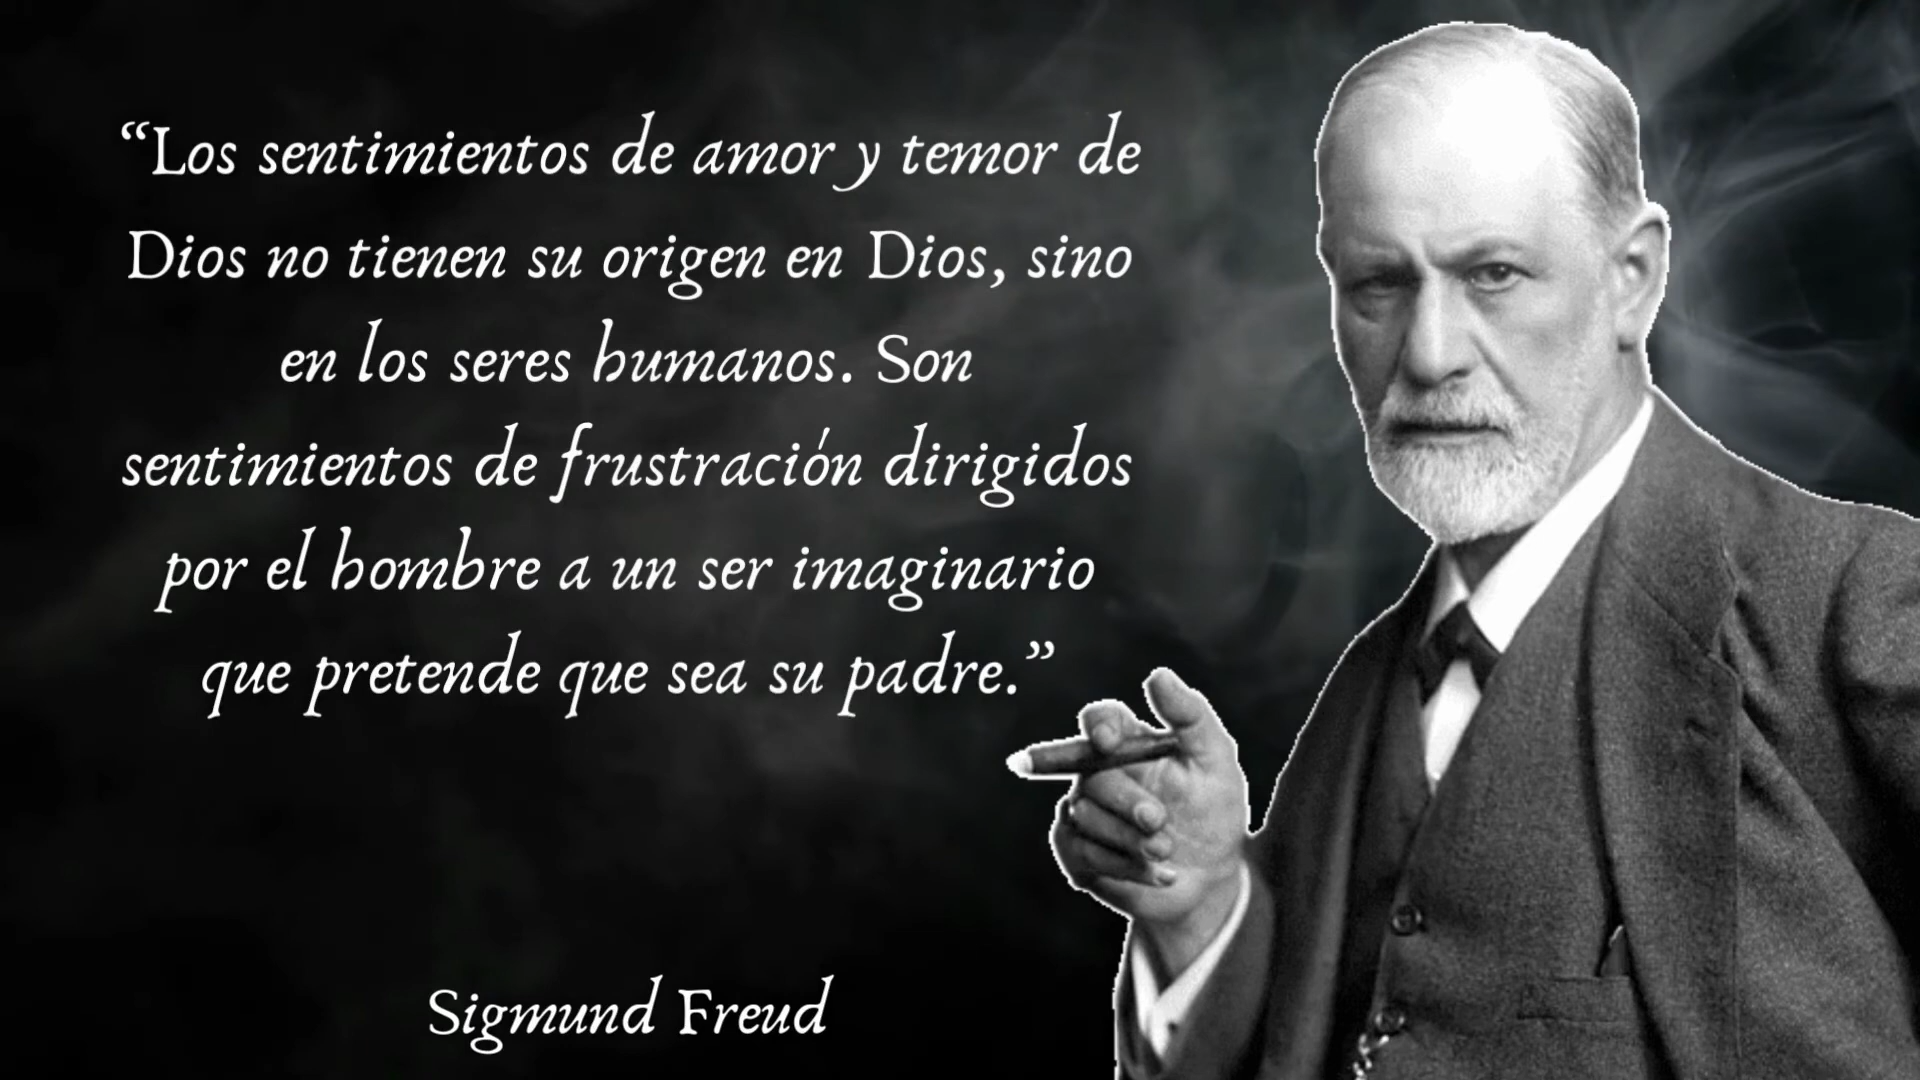 “Los sentimientos de amor y temor de
Dios no tienen su origen en Dios, sino
en los seres humanos. Son
sentimientos de frustración dirigidos
por el hombre a un ser imaginario
que pretende que sea su padre.”
Sigmund Freud